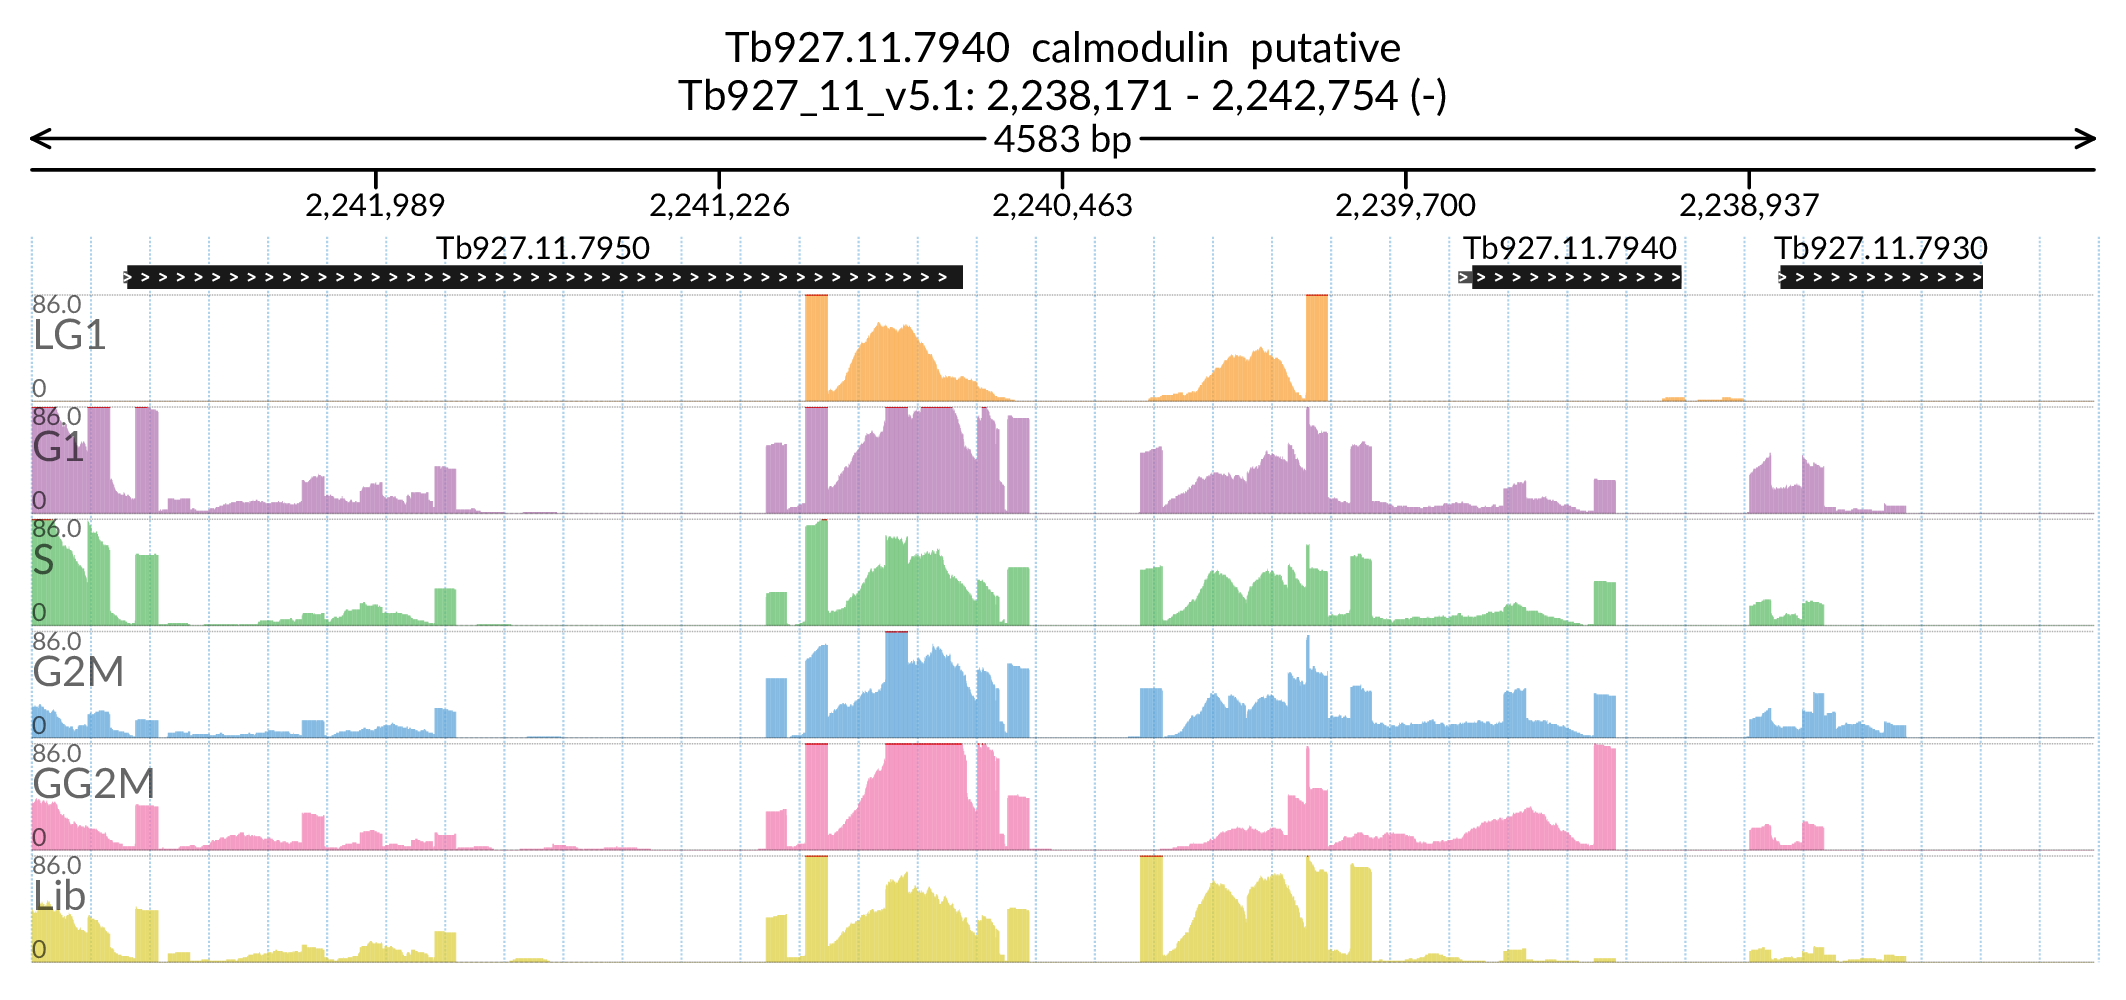 Tb927.11.7940 calmodulin putative
Tb927_11_v5.1: 2,238,171 - 2,242,754 (-)
4583 bp
2,241,989 2,241,226 2,240,463 2,239,700 2,238,937
Tb927.11.7950 Tb927.11.7940 Tb927.11.7930
86.0
LG1
0
86.0
G1
0
86.0
S
0
86.0
G2M
0
86.0
GG2M
0
86.0
Lib
0